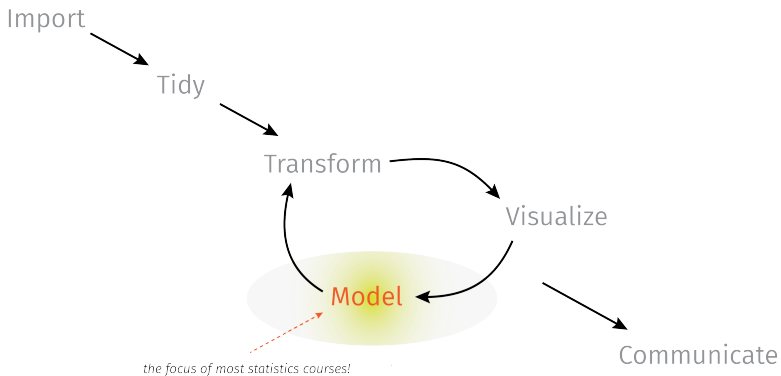 Import
Tidy
Transform
Visualize
Model
Communicate
the focus of most statistics courses!